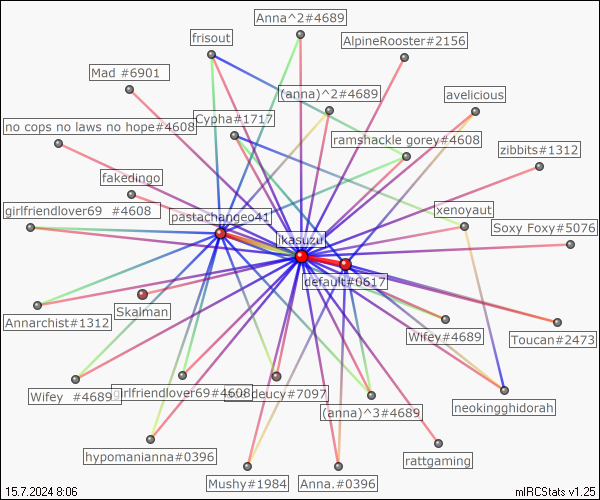 Anna^2#4689
frisout
AlpineRooster#2156
Mad #6901
(anna)^2#4689
avelicious
Cypha#1717
no cops no laws no hope#4608
ramshackle gorey#4608
zibbits#1312
fakedingo
girlfriendlover69 #4608
pastachangeo41
xenoyaut
Soxy Foxy#5076
ikasuzu
default#0617
Skalman
Annarchist#1312
Wifey#4689
Toucan#2473
Wifey #4689
girlfriendlover69#4608
deucy#7097
(anna)^3#4689
neokingghidorah
hypomanianna#0396
rattgaming
Mushy#1984
Anna.#0396
15.7.2024 8:06
mIRCStats v1.25